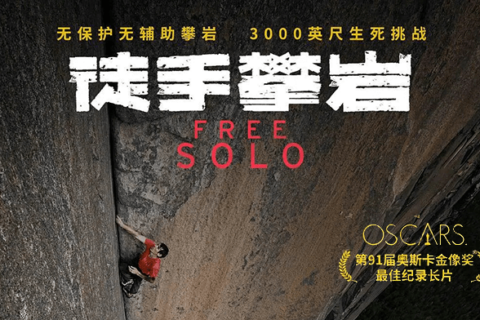 无保护无辅助攀岩 3000英尺生死挑战
徒手攀岩
FREE
SOLO
OSCARS.
第91届奥斯卡金像奖
最佳纪录长片